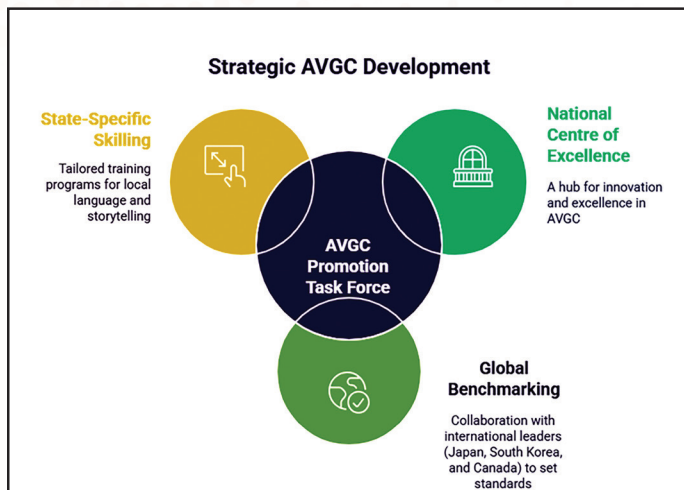 Strategic AVGC Development
State-Specific
Skilling
Tailored training
programs for local
language and
storytelling
National
Centre of
Excellence
A hub for innovation
and excellence in
AVGC
AVGC
Promotion
Task Force
Global
Benchmarking
Collaboration with
international leaders
(Japan, South Korea,
and Canada) to set
standards